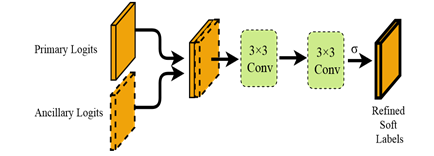 Primary Logits
Ancillary Logits
3×3
Conv
3×3
Conv
σ
Refined
Soft
Labels